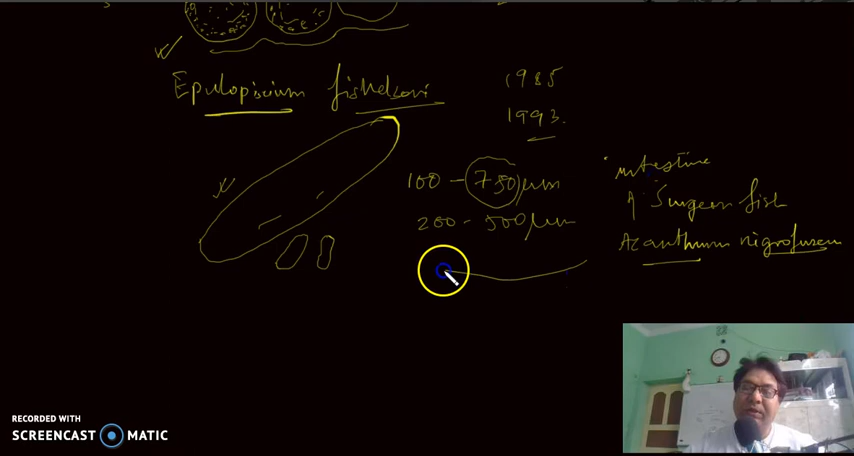 Epulopiscium fishelsoni
1985
1993.
100 - 750 µm
200 - 500 µm
intestine
A Surgeon fish
Acanthurus nigrofuscus
RECORDED WITH
SCREENCAST MATIC